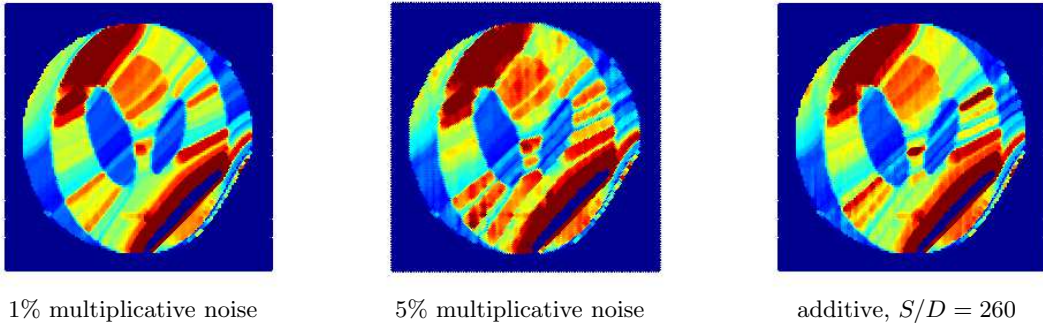 1% multiplicative noise
5% multiplicative noise
additive, S/D = 260